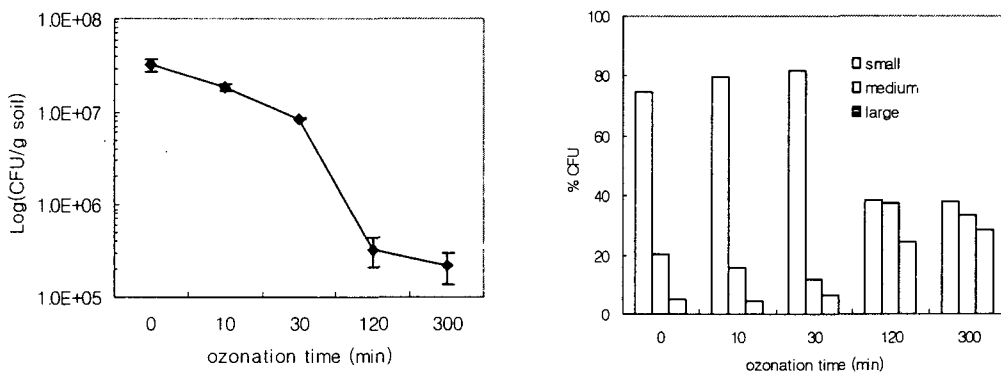 1.0E+08
1.0E+07
1.0E+06
1.0E+05
Log(CFU/g soil)
0 10 30 120 300
ozonation time (min)
100
80
60
40
20
0
% CFU
small
medium
large
0 10 30 120 300
ozonation time (min)